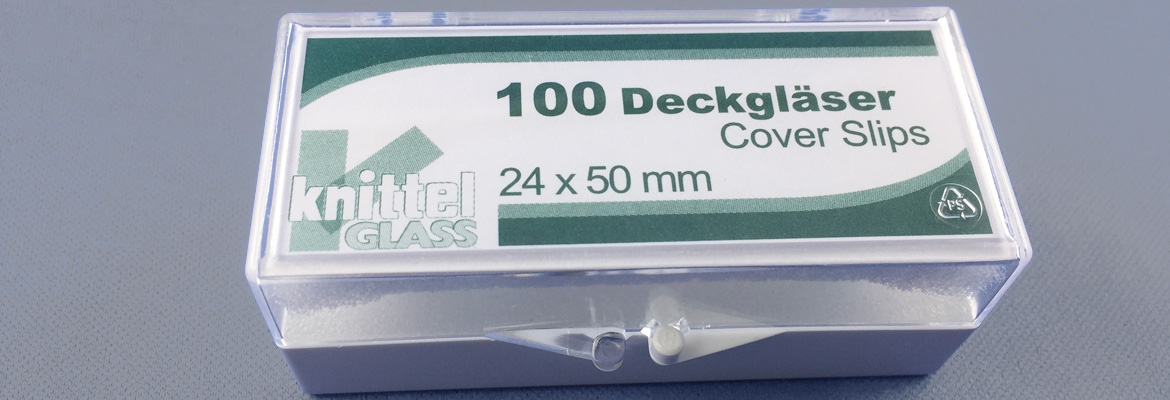 100 Deckgläser
Cover Slips
24 x 50 mm
knittel
GLASS
PS